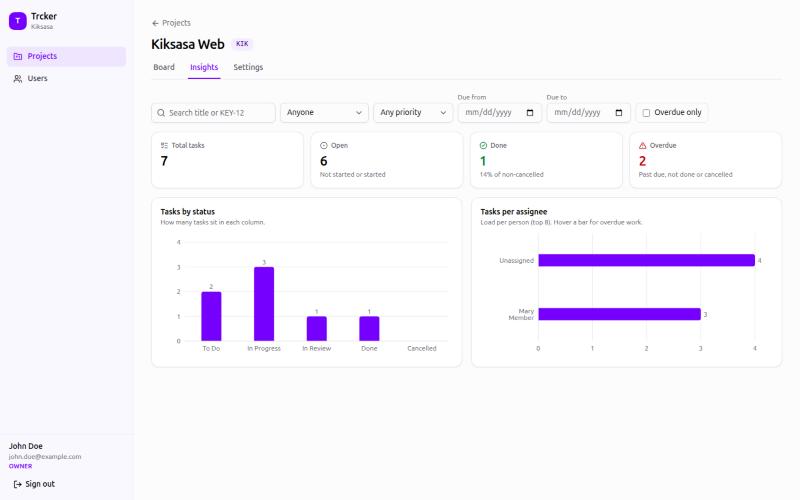 T
Trcker
Kiksasa
Projects
Users
John Doe
john.doe@example.com
OWNER
Sign out
Projects
Kiksasa Web KIK
Board Insights Settings
Due from Due to
Search title or KEY-12 Anyone Any priority mm/dd/yyyy mm/dd/yyyy Overdue only
Total tasks
7
Open
6
Not started or started
Done
1
14% of non-cancelled
Overdue
2
Past due, not done or cancelled
Tasks by status
How many tasks sit in each column.
4
3
2
1
0
2
3
1
1
To Do In Progress In Review Done Cancelled
Tasks per assignee
Load per person (top 8). Hover a bar for overdue work.
Unassigned 4
Mary
Member 3
0 1 2 3 4